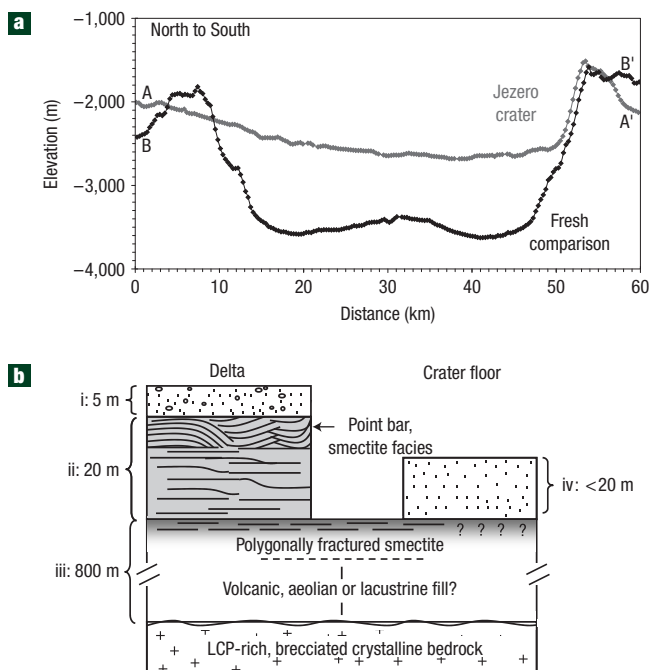 a
North to South
−1,000
−2,000
−3,000
−4,000
Elevation (m)
A
B
Jezero
crater
B'
A'
Fresh
comparison
0
10
20
30
40
50
60
Distance (km)
b
Delta
Crater floor
i: 5 m
Point bar,
smectite facies
ii: 20 m
iv: <20 m
? ? ? ?
Polygonally fractured smectite
iii: 800 m
Volcanic, aeolian or lacustrine fill?
LCP-rich, brecciated crystalline bedrock